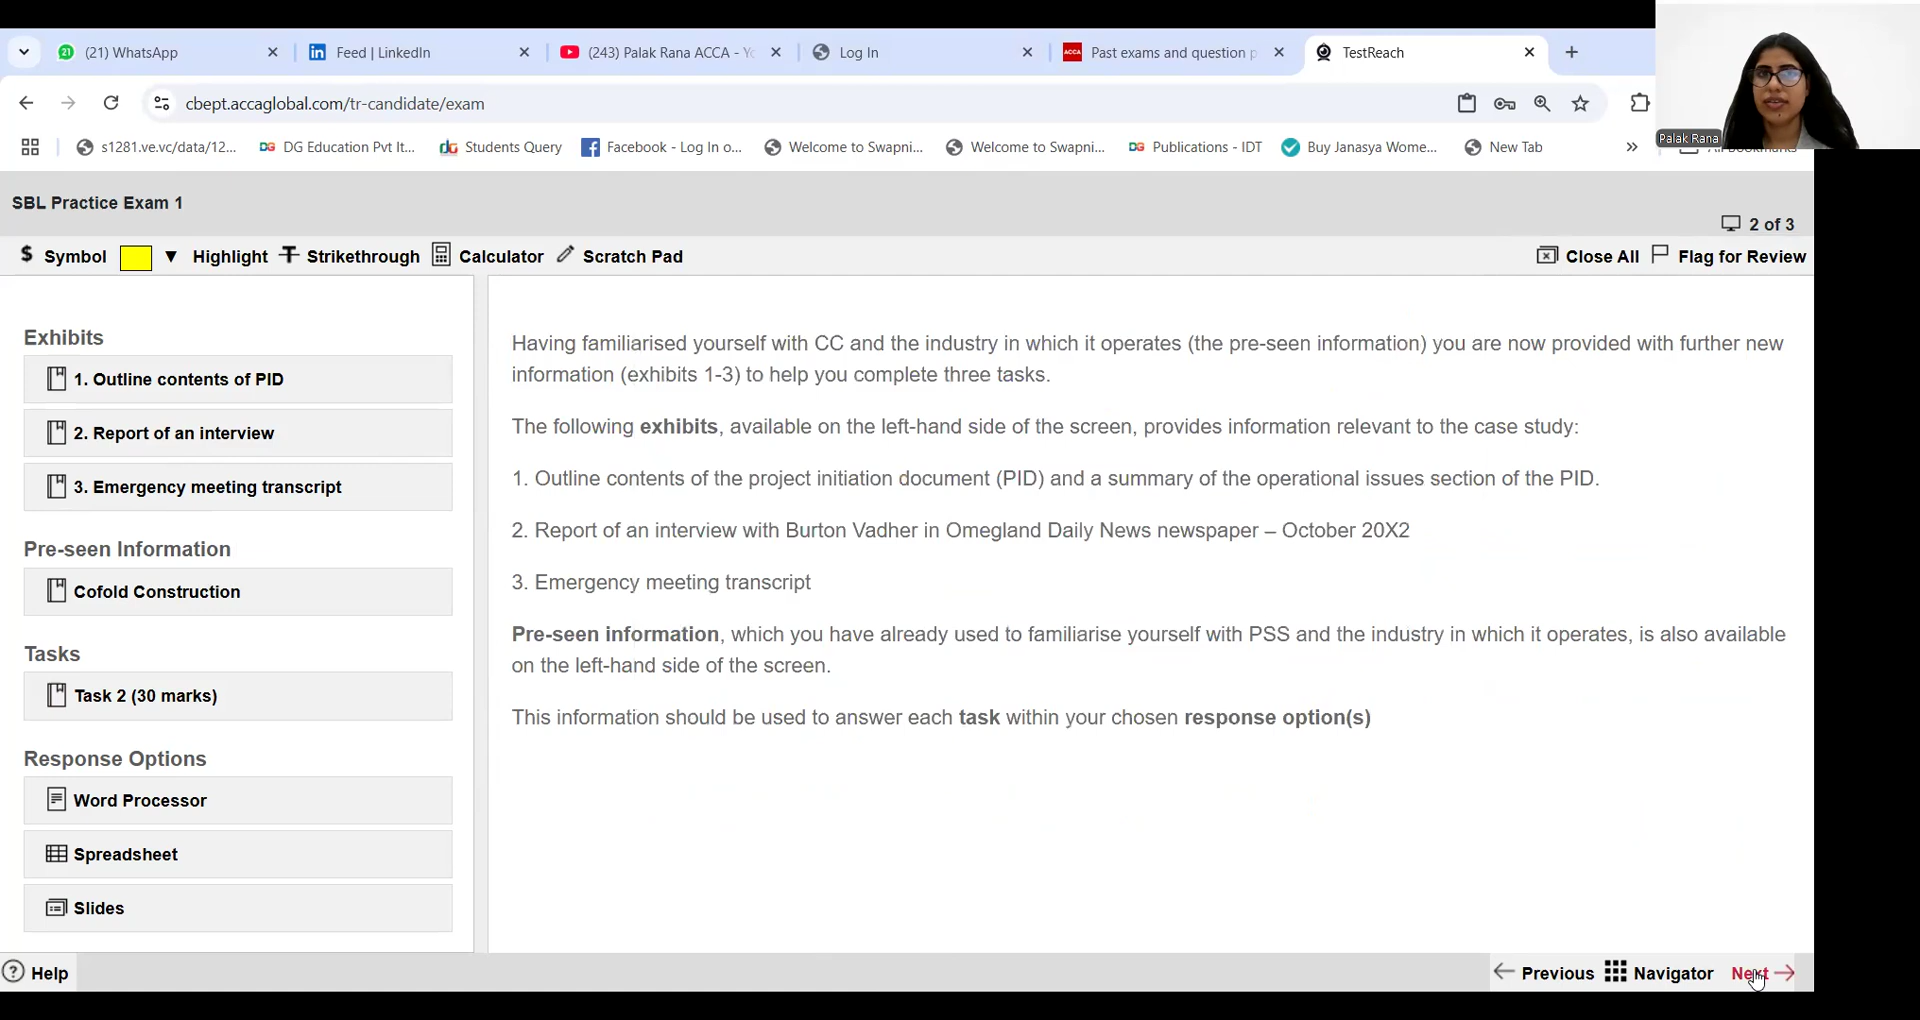 (21) WhatsApp
Feed | LinkedIn
(243) Palak Rana ACCA - Yo
Log In
Past exams and question p
TestReach
cbept.accaglobal.com/tr-candidate/exam
s1281.ve.vc/data/12...
DG Education Pvt It...
Students Query
Facebook - Log In o...
Welcome to Swapni...
Welcome to Swapni...
Publications - IDT
Buy Janasya Wome...
New Tab
Palak Rana
SBL Practice Exam 1
2 of 3
Symbol
Highlight
Strikethrough
Calculator
Scratch Pad
Close All
Flag for Review
Exhibits
1. Outline contents of PID
2. Report of an interview
3. Emergency meeting transcript
Pre-seen Information
Cofold Construction
Tasks
Task 2 (30 marks)
Response Options
Word Processor
Spreadsheet
Slides
Having familiarised yourself with CC and the industry in which it operates (the pre-seen information) you are now provided with further new
information (exhibits 1-3) to help you complete three tasks.
The following exhibits, available on the left-hand side of the screen, provides information relevant to the case study:
1. Outline contents of the project initiation document (PID) and a summary of the operational issues section of the PID.
2. Report of an interview with Burton Vadher in Omegland Daily News newspaper – October 20X2
3. Emergency meeting transcript
Pre-seen information, which you have already used to familiarise yourself with PSS and the industry in which it operates, is also available
on the left-hand side of the screen.
This information should be used to answer each task within your chosen response option(s)
Help
Previous
Navigator
Next